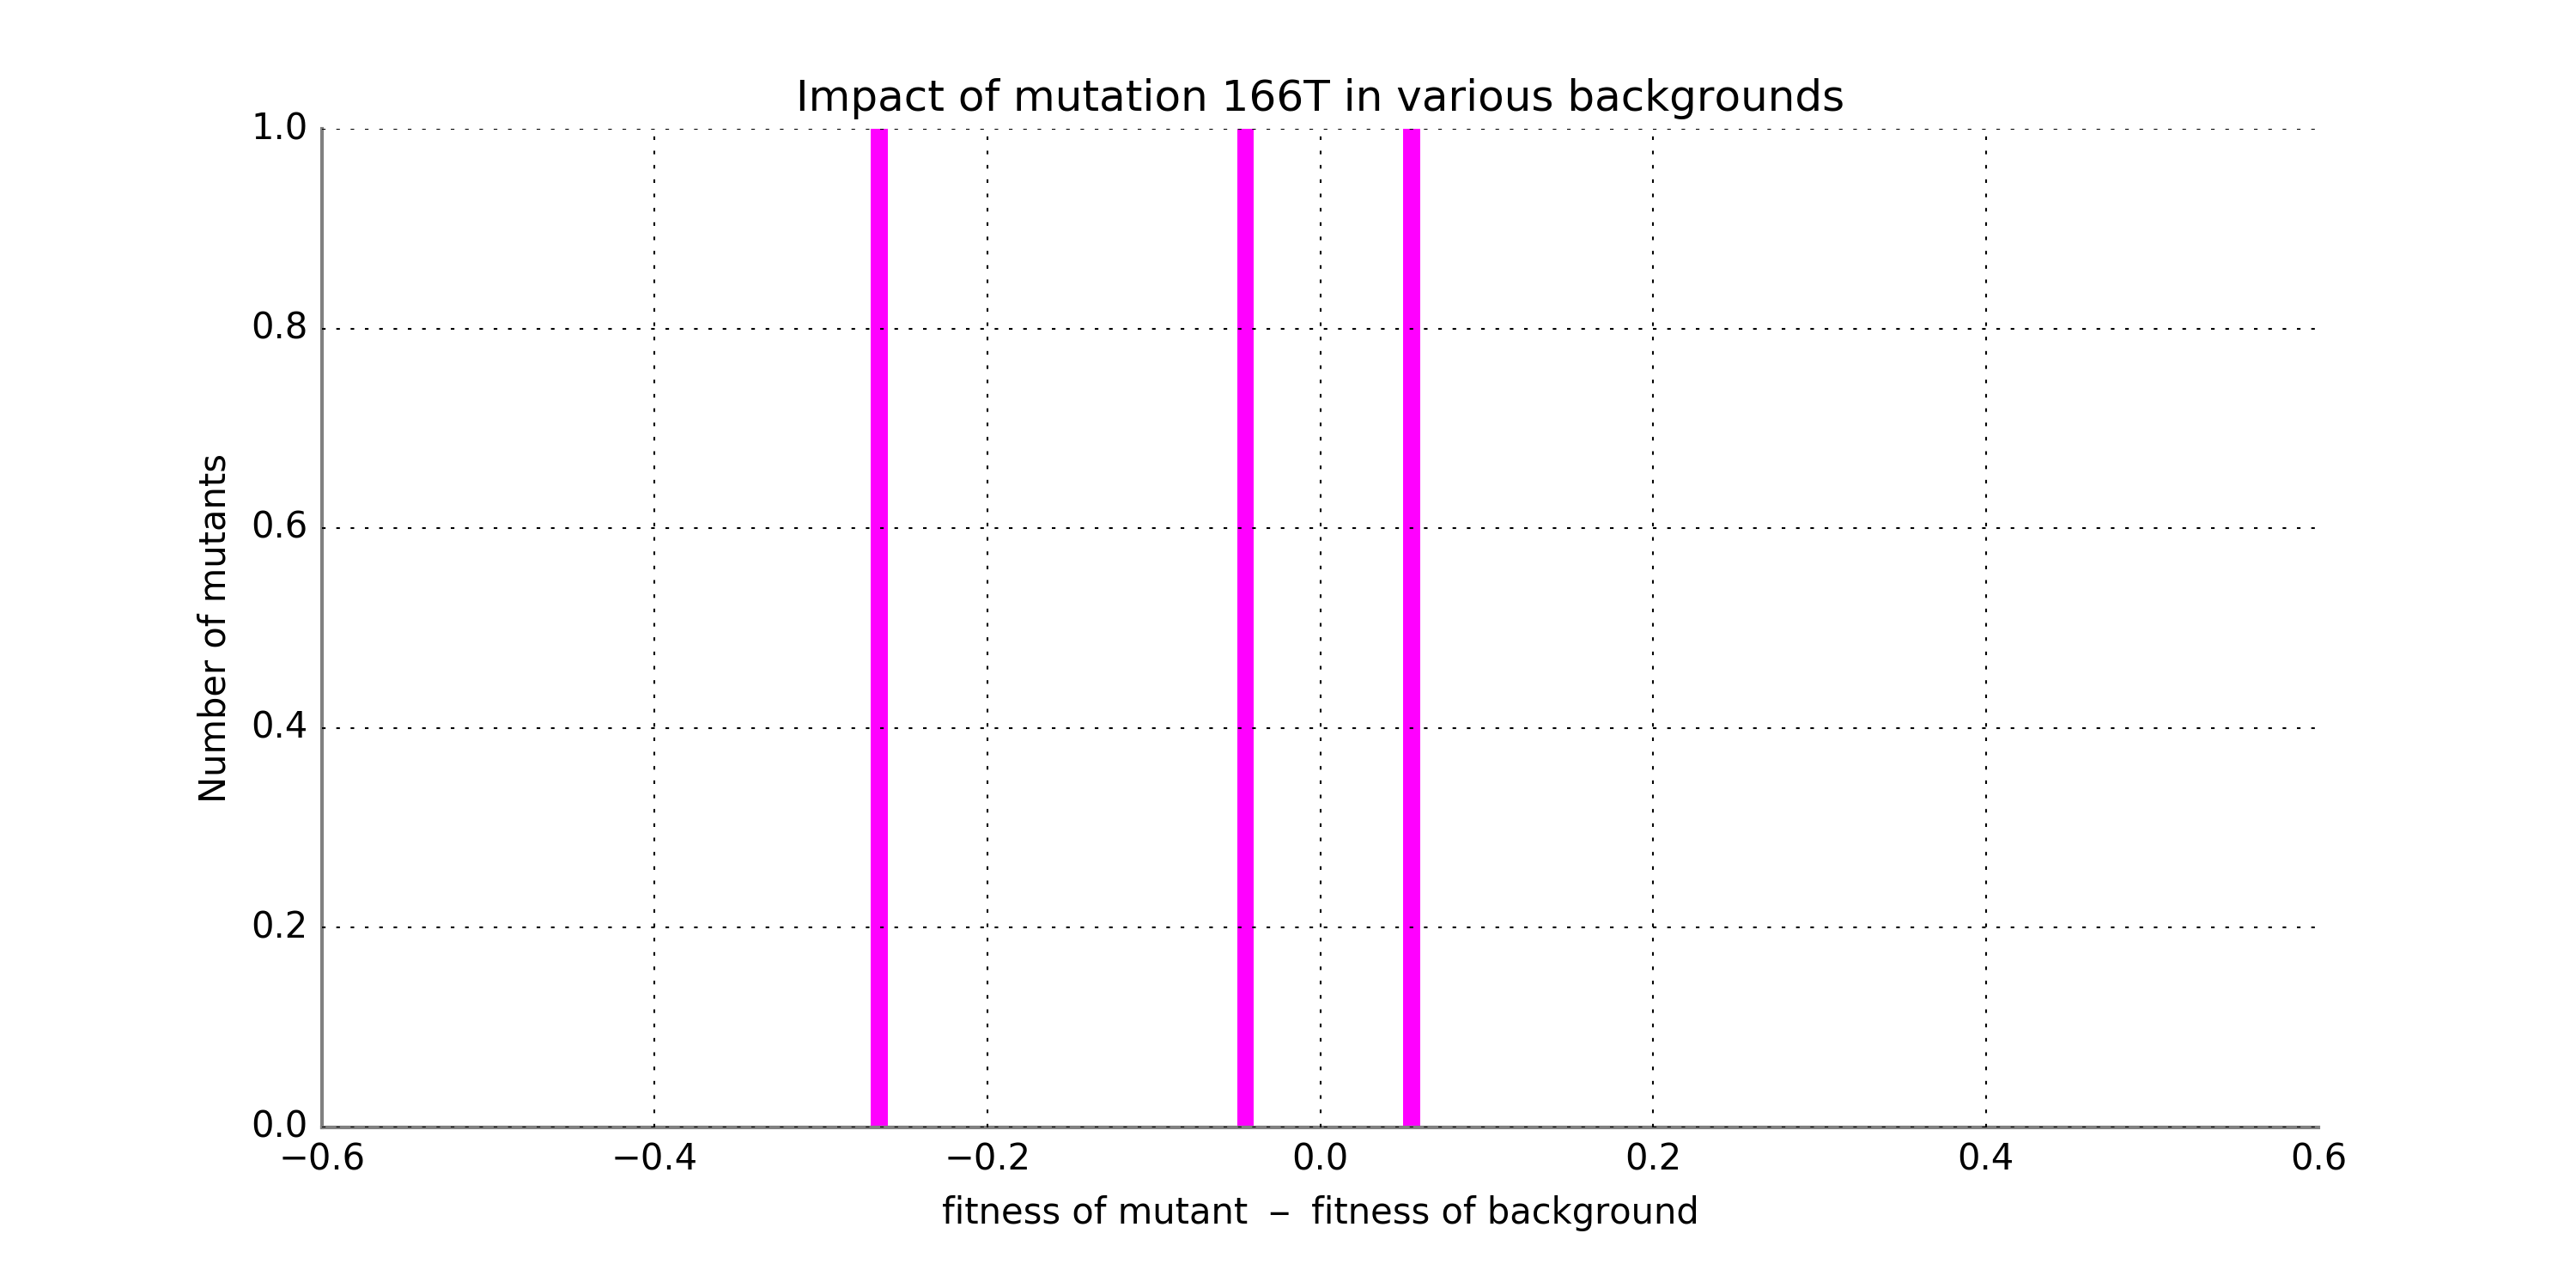 Impact of mutation 166T in various backgrounds
1.0
0.8
0.6
0.4
0.2
0.0
Number of mutants
−0.6 −0.4 −0.2 0.0 0.2 0.4 0.6
fitness of mutant − fitness of background